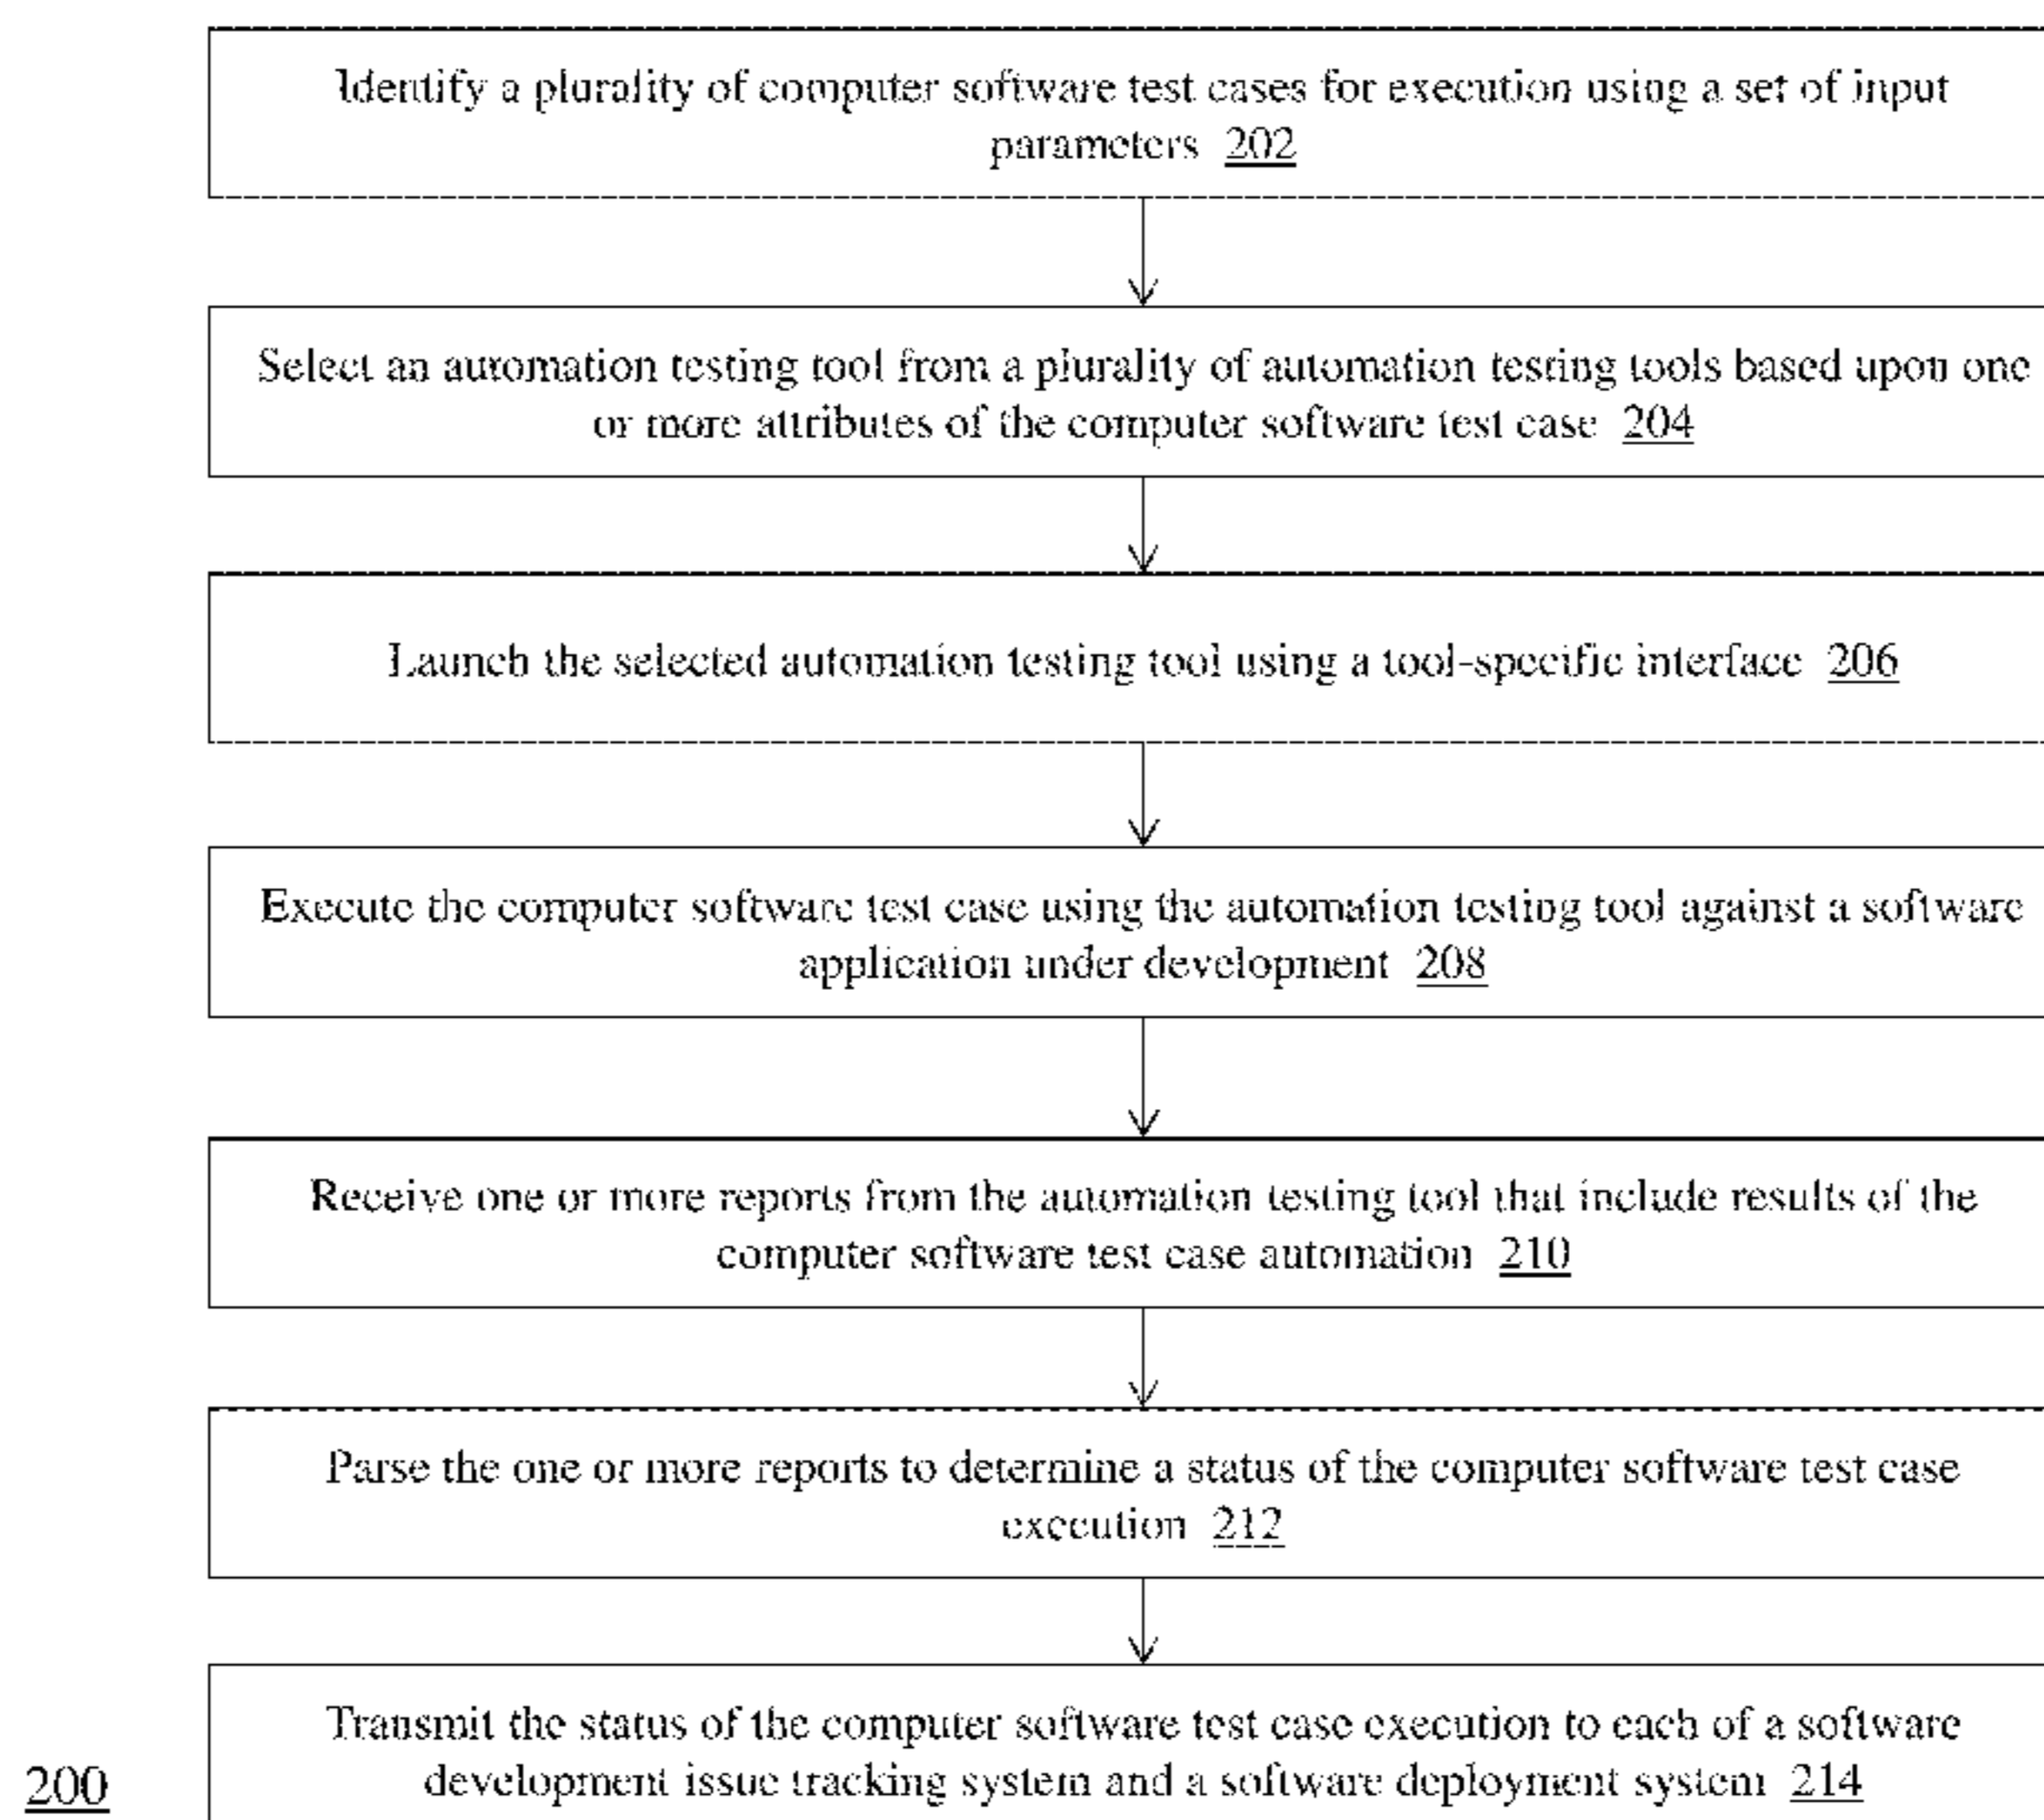 Identify a plurality of computer software test cases for execution using a set of input
parameters 202
Select an automation testing tool from a plurality of automation testing tools based upon one
or more attributes of the computer software test case 204
Launch the selected automation testing tool using a tool-specific interface 206
Execute the computer software test case using the automation testing tool against a software
application under development 208
Receive one or more reports from the automation testing tool that include results of the
computer software test case automation 210
Parse the one or more reports to determine a status of the computer software test case
execution 212
Transmit the status of the computer software test case execution to each of a software
development issue tracking system and a software deployment system 214
200